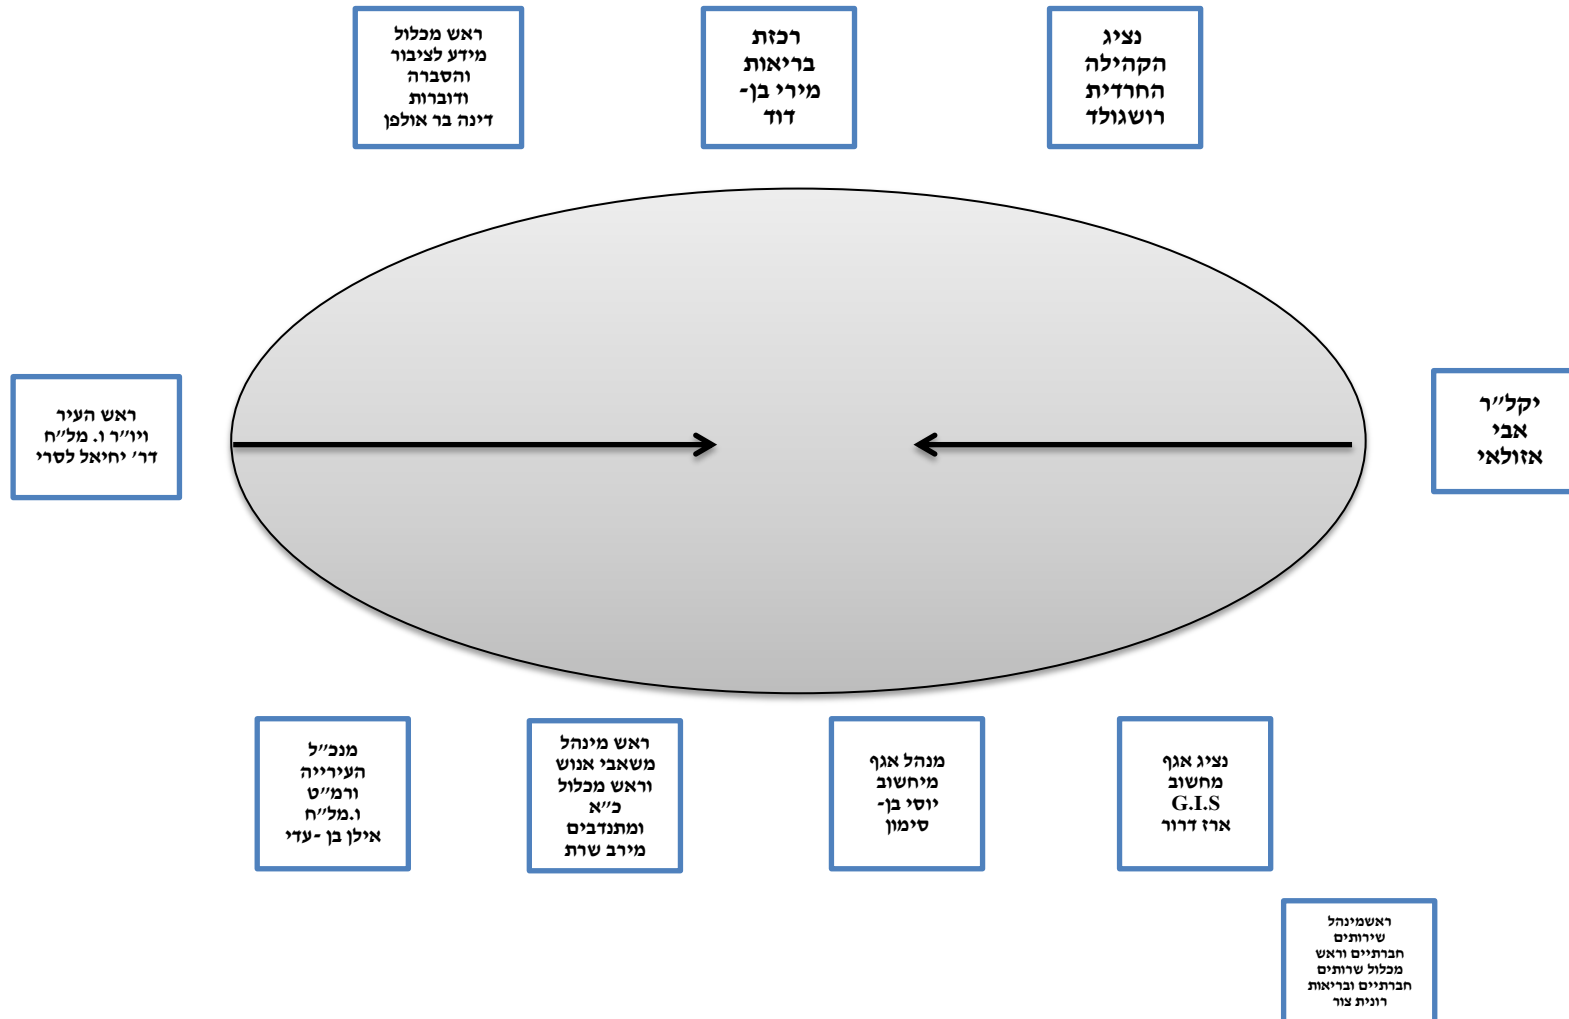 נציג
הקהילה
החרדית
רושגולד
רכזת
בריאות
מירי בן-
דוד
ראש מכלול
מידע לציבור
והסברה
ודוברות
דינה בר אולפן
יקל"ר
אבי
אזולאי
ראש העיר
ויו"ר ו. מל"ח
דר' יחיאל לסרי
נציג אגף
מחשוב
G.I.S
ארז דרור
מנהל אגף
מיחשוב
יוסי בן-
סימון
ראש מינהל
משאבי אנוש
וראש מכלול
כ"א
ומתנדבים
מירב שרת
מנכ"ל
העירייה
ורמ"ט
ו.מל"ח
אילן בן -עדי
ראשמינהל
שירותים
חברתיים וראש
מכלול שרותים
חברתיים ובריאות
רונית צור